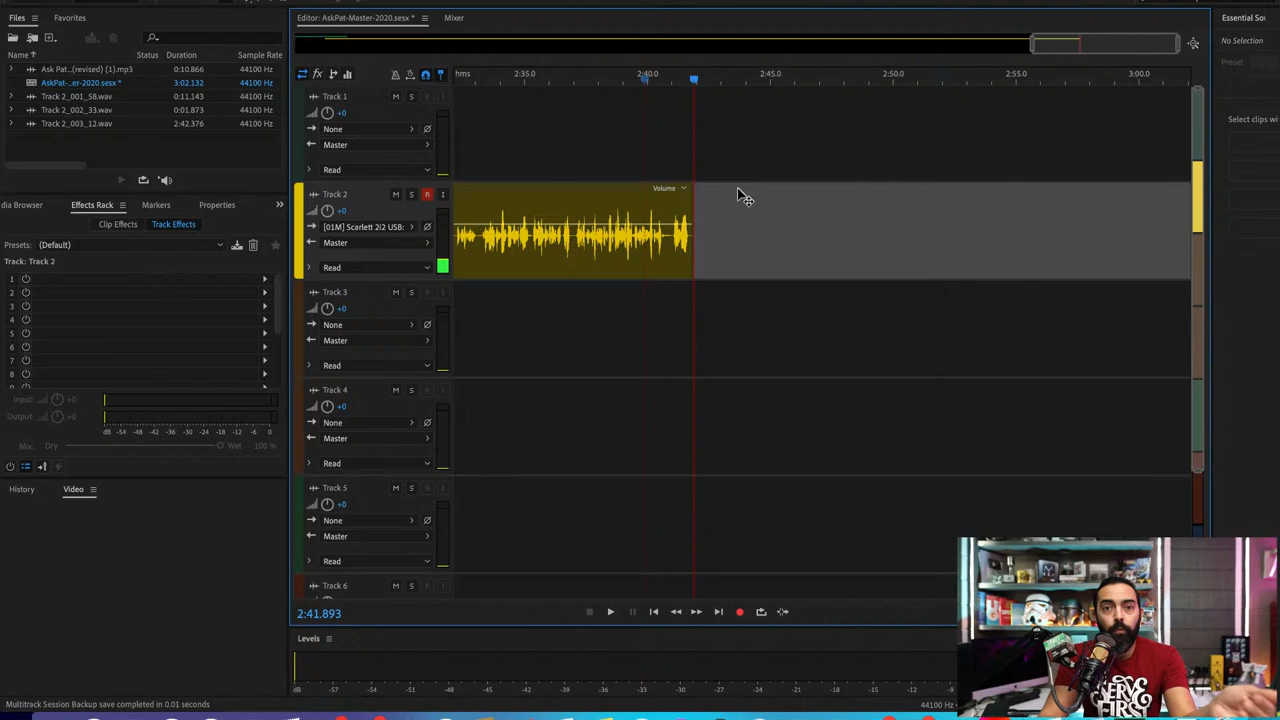 Files
Favorites
Name
Status
Duration
Sample Rate
Ask Pat...(revised) (1).mp3
0:10.866
44100 Hz
AskPat-...er-2020.sesx *
3:02.132
44100 Hz
Track 2_001_58.wav
0:11.143
44100 Hz
Track 2_002_33.wav
0:01.873
44100 Hz
Track 2_003_12.wav
2:42.376
44100 Hz
ia Browser
Effects Rack
Markers
Properties
Clip Effects
Track Effects
Presets:
(Default)
Track: Track 2
1
2
3
4
5
6
7
8
Input:
+0
Output:
+0
dB
-54
-48
-42
-36
-30
-24
-18
-12
-6
0
Mix:
Dry
Wet
100 %
History
Video
Multitrack Session Backup save completed in 0.01 seconds
Editor: AskPat-Master-2020.sesx *
Mixer
fx
hms
2:35.0
2:40.0
2:45.0
2:50.0
2:55.0
3:00.0
Track 1
M
S
R
I
+0
None
Master
Read
Track 2
M
S
R
I
+0
[01M] Scarlett 2i2 USB:
Master
Read
Volume
Track 3
M
S
R
I
+0
None
Master
Read
Track 4
M
S
R
I
+0
None
Master
Read
Track 5
M
S
R
I
+0
None
Master
Read
Track 6
M
S
R
I
2:41.893
Levels
dB
-57
-54
-51
-48
-45
-42
-39
-36
-33
-30
-27
-24
-21
-18
-15
-12
-9
44100 Hz
Essential So
No Selection
Preset:
Select clips wi
SERVE
FIRST